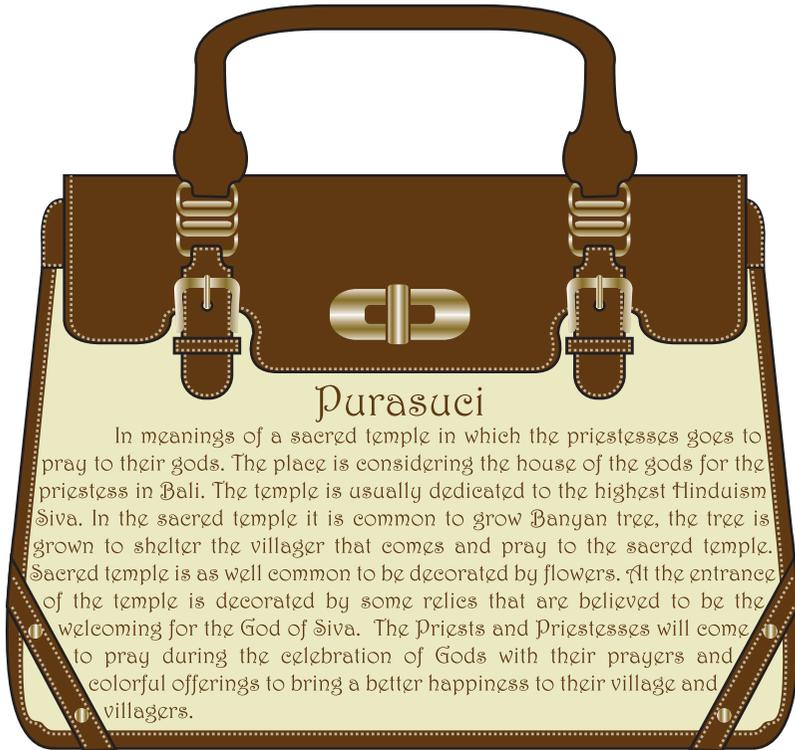 Purasuci
In meanings of a sacred temple in which the priestesses goes to
pray to their gods. The place is considering the house of the gods for the
priestess in Bali. The temple is usually dedicated to the highest Hinduism
Siva. In the sacred temple it is common to grow Banyan tree, the tree is
grown to shelter the villager that comes and pray to the sacred temple.
Sacred temple is as well common to be decorated by flowers. At the entrance
of the temple is decorated by some relics that are believed to be the
welcoming for the God of Siva. The Priests and Priestesses will come
to pray during the celebration of Gods with their prayers and
colorful offerings to bring a better happiness to their village and
villagers.